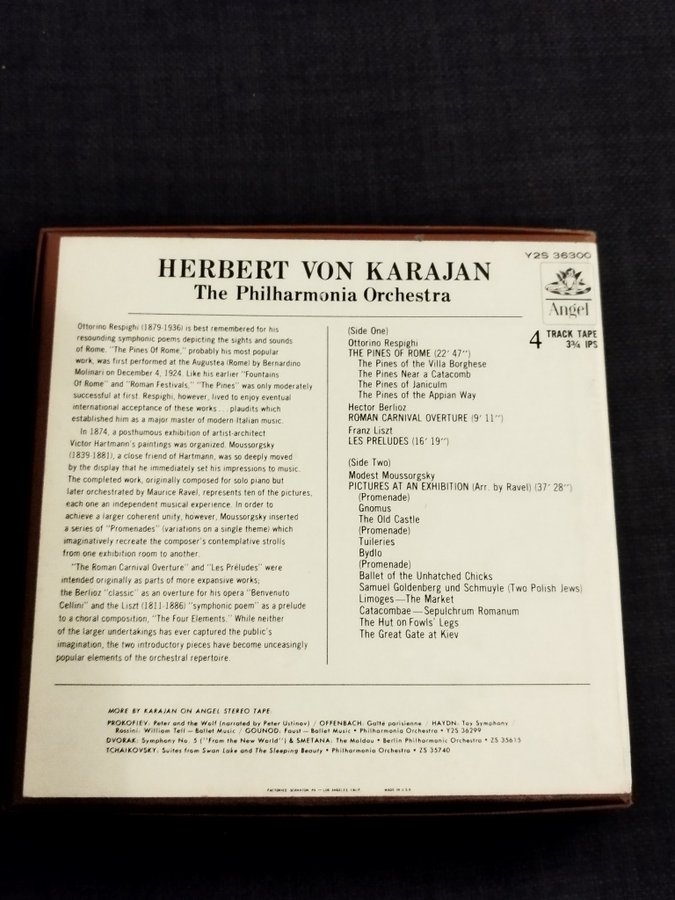 HERBERT VON KARAJAN
The Philharmonia Orchestra
Y2S 36300
Angel
4 TRACK TAPE
3¾ IPS
Ottorino Respighi (1879-1936) is best remembered for his
resounding symphonic poems depicting the sights and sounds
of Rome. "The Pines Of Rome," probably his most popular
work, was first performed at the Augustea (Rome) by Bernardino
Molinari on December 4, 1924. Like his earlier "Fountains
Of Rome" and "Roman Festivals," "The Pines" was only moderately
successful at first. Respighi, however, lived to enjoy eventual
international acceptance of these works . . . plaudits which
established him as a major master of modern Italian music.
In 1874, a posthumous exhibition of artist-architect
Victor Hartmann's paintings was organized. Moussorgsky
(1839-1881), a close friend of Hartmann, was so deeply moved
by the display that he immediately set his impressions to music.
The completed work, originally composed for solo piano but
later orchestrated by Maurice Ravel, represents ten of the pictures,
each one an independent musical experience. In order to
achieve a larger coherent unity, however, Moussorgsky inserted
a series of "Promenades" (variations on a single theme) which
imaginatively recreate the composer's contemplative strolls
from one exhibition room to another.
"The Roman Carnival Overture" and "Les Préludes" were
intended originally as parts of more expansive works;
the Berlioz "classic" as an overture for his opera "Benvenuto
Cellini" and the Liszt (1811-1886) "symphonic poem" as a prelude
to a choral composition, "The Four Elements." While neither
of the larger undertakings has ever captured the public's
imagination, the two introductory pieces have become unceasingly
popular elements of the orchestral repertoire.
(Side One)
Ottorino Respighi
THE PINES OF ROME (22' 47")
The Pines of the Villa Borghese
The Pines Near a Catacomb
The Pines of Janiculm
The Pines of the Appian Way
Hector Berlioz
ROMAN CARNIVAL OVERTURE (9' 11")
Franz Liszt
LES PRELUDES (16' 19")
(Side Two)
Modest Moussorgsky
PICTURES AT AN EXHIBITION (Arr. by Ravel) (37' 28")
(Promenade)
Gnomus
The Old Castle
(Promenade)
Tuileries
Bydlo
(Promenade)
Ballet of the Unhatched Chicks
Samuel Goldenberg und Schmuyle (Two Polish Jews)
Limoges—The Market
Catacombae—Sepulchrum Romanum
The Hut on Fowls' Legs
The Great Gate at Kiev
MORE BY KARAJAN ON ANGEL STEREO TAPE
PROKOFIEV: Peter and the Wolf (narrated by Peter Ustinov) / OFFENBACH: Gaîté parisienne / HAYDN: Toy Symphony /
Rossini: William Tell — Ballet Music / GOUNOD: Faust — Ballet Music • Philharmonia Orchestra • Y2S 36299
DVORAK: Symphony No. 5 ("From the New World") & SMETANA: The Moldau • Berlin Philharmonic Orchestra • ZS 35615
TCHAIKOVSKY: Suites from Swan Lake and The Sleeping Beauty • Philharmonia Orchestra • ZS 35740
MADE IN U.S.A.